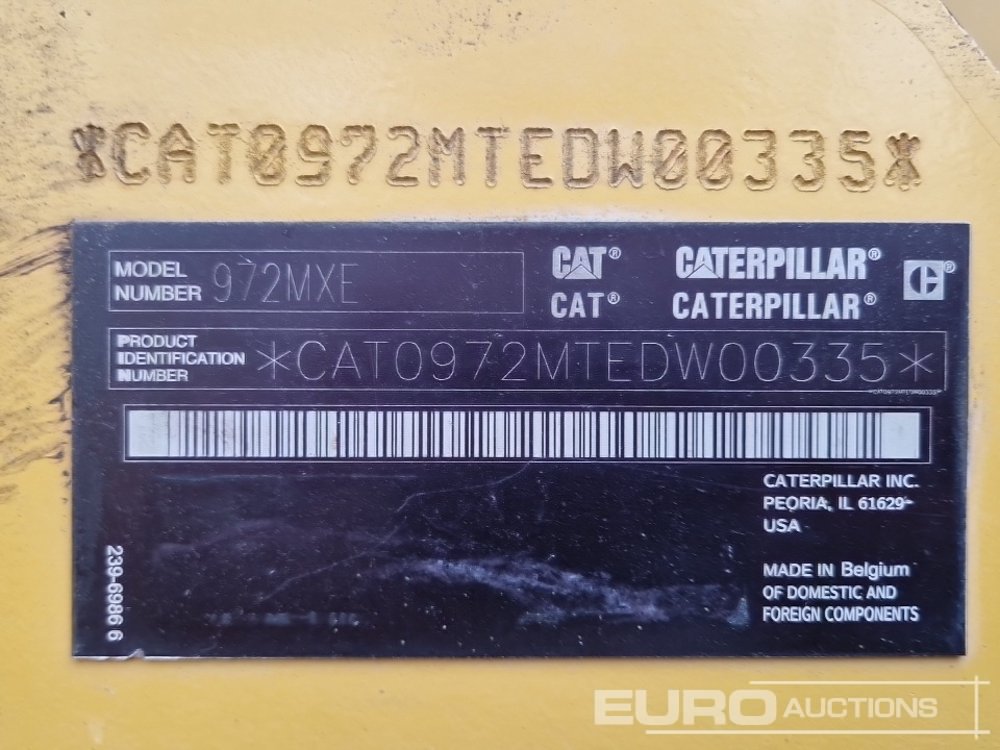 *CAT0972MTEDW00335*
MODEL NUMBER 972MXE
CAT® CATERPILLAR®
CAT® CATERPILLAR®
PRODUCT IDENTIFICATION NUMBER *CAT0972MTEDW00335*
*CAT0972MTEDW00335*
CATERPILLAR INC.
PEORIA, IL 61629
USA
MADE IN Belgium
OF DOMESTIC AND
FOREIGN COMPONENTS
239-6986 6
EURO AUCTIONS